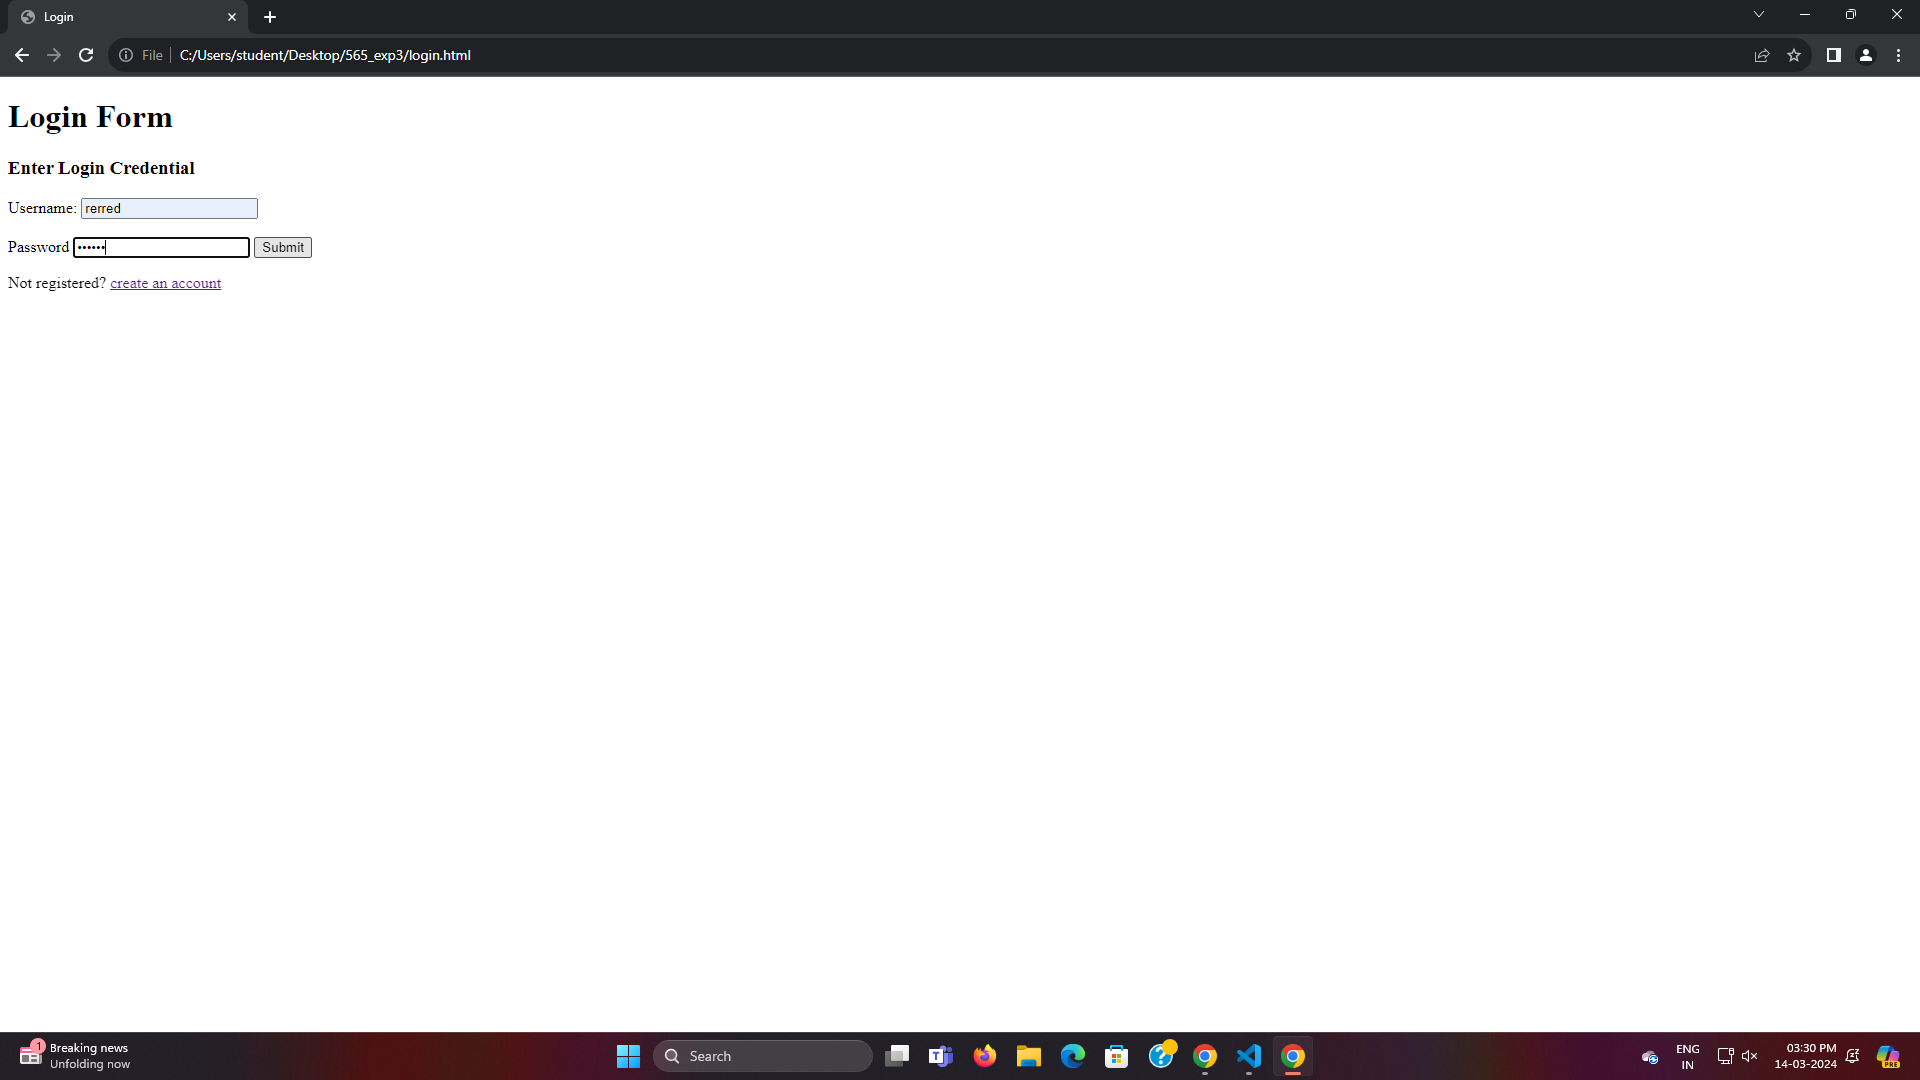 Login
File
C:/Users/student/Desktop/565_exp3/login.html
Login Form
Enter Login Credential
Username: rerred
Password •••••• Submit
Not registered? create an account
1
Breaking news
Unfolding now
Search
T
ENG
IN
03:30 PM
14-03-2024
PRE